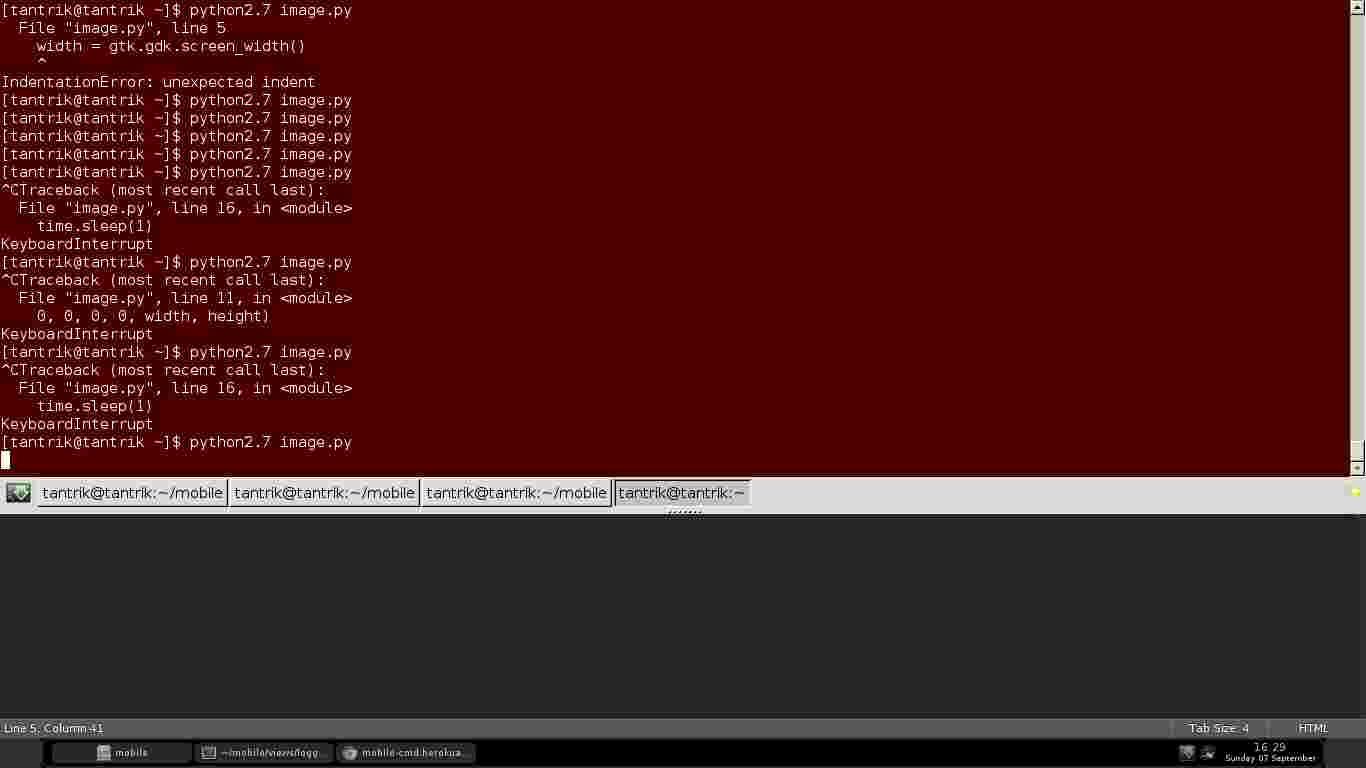 [tantrik@tantrik ~]$ python2.7 image.py
File "image.py", line 5
width = gtk.gdk.screen_width()
^
IndentationError: unexpected indent
[tantrik@tantrik ~]$ python2.7 image.py
[tantrik@tantrik ~]$ python2.7 image.py
[tantrik@tantrik ~]$ python2.7 image.py
[tantrik@tantrik ~]$ python2.7 image.py
[tantrik@tantrik ~]$ python2.7 image.py
^CTraceback (most recent call last):
File "image.py", line 16, in <module>
time.sleep(1)
KeyboardInterrupt
[tantrik@tantrik ~]$ python2.7 image.py
^CTraceback (most recent call last):
File "image.py", line 11, in <module>
0, 0, 0, 0, width, height)
KeyboardInterrupt
[tantrik@tantrik ~]$ python2.7 image.py
^CTraceback (most recent call last):
File "image.py", line 16, in <module>
time.sleep(1)
KeyboardInterrupt
[tantrik@tantrik ~]$ python2.7 image.py
tantrik@tantrik:~/mobile tantrik@tantrik:~/mobile tantrik@tantrik:~/mobile tantrik@tantrik:~
Line 5, Column 41 Tab Size: 4 HTML
mobile ~/mobile/views/logg... mobile-cmd.herokua... 16:29
Sunday 07 September